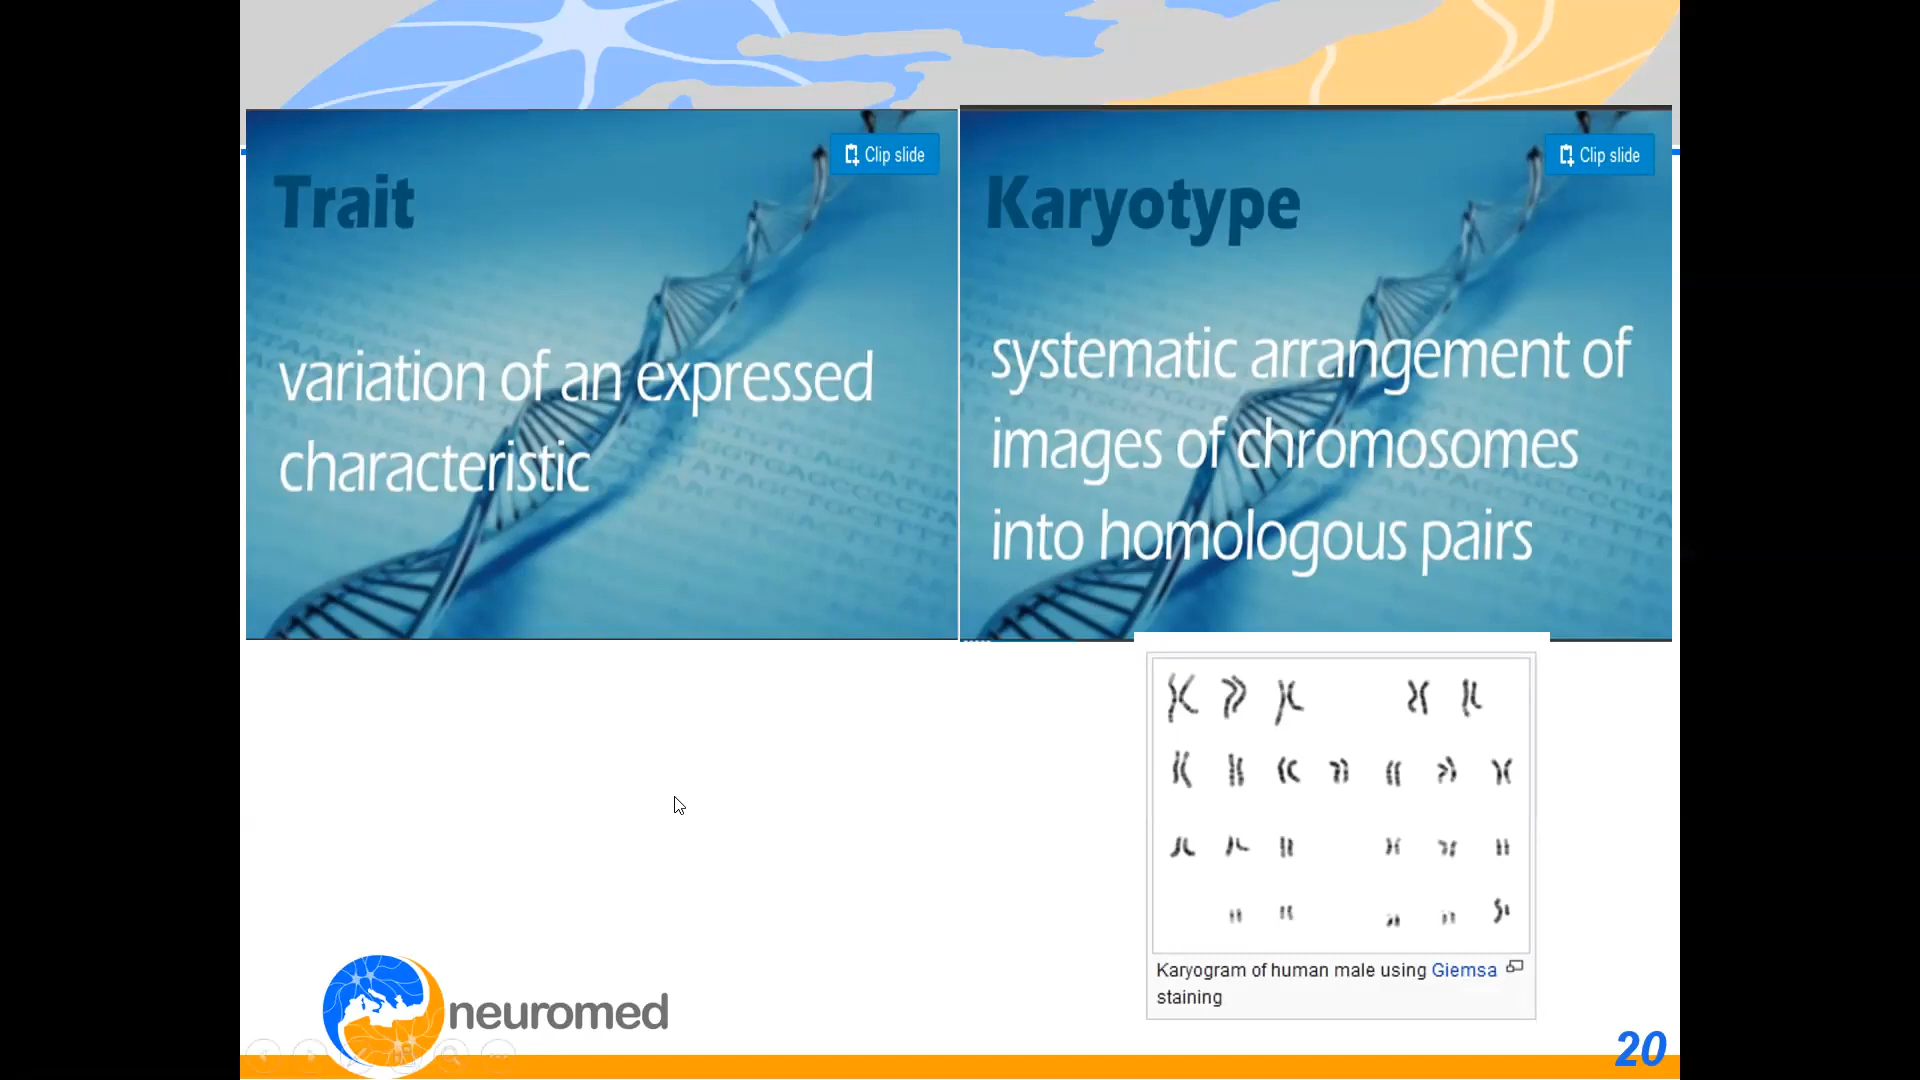 Clip slide
Trait
variation of an expressed
characteristic
Clip slide
Karyotype
systematic arrangement of
images of chromosomes
into homologous pairs
Karyogram of human male using Giemsa
staining
neuromed
20